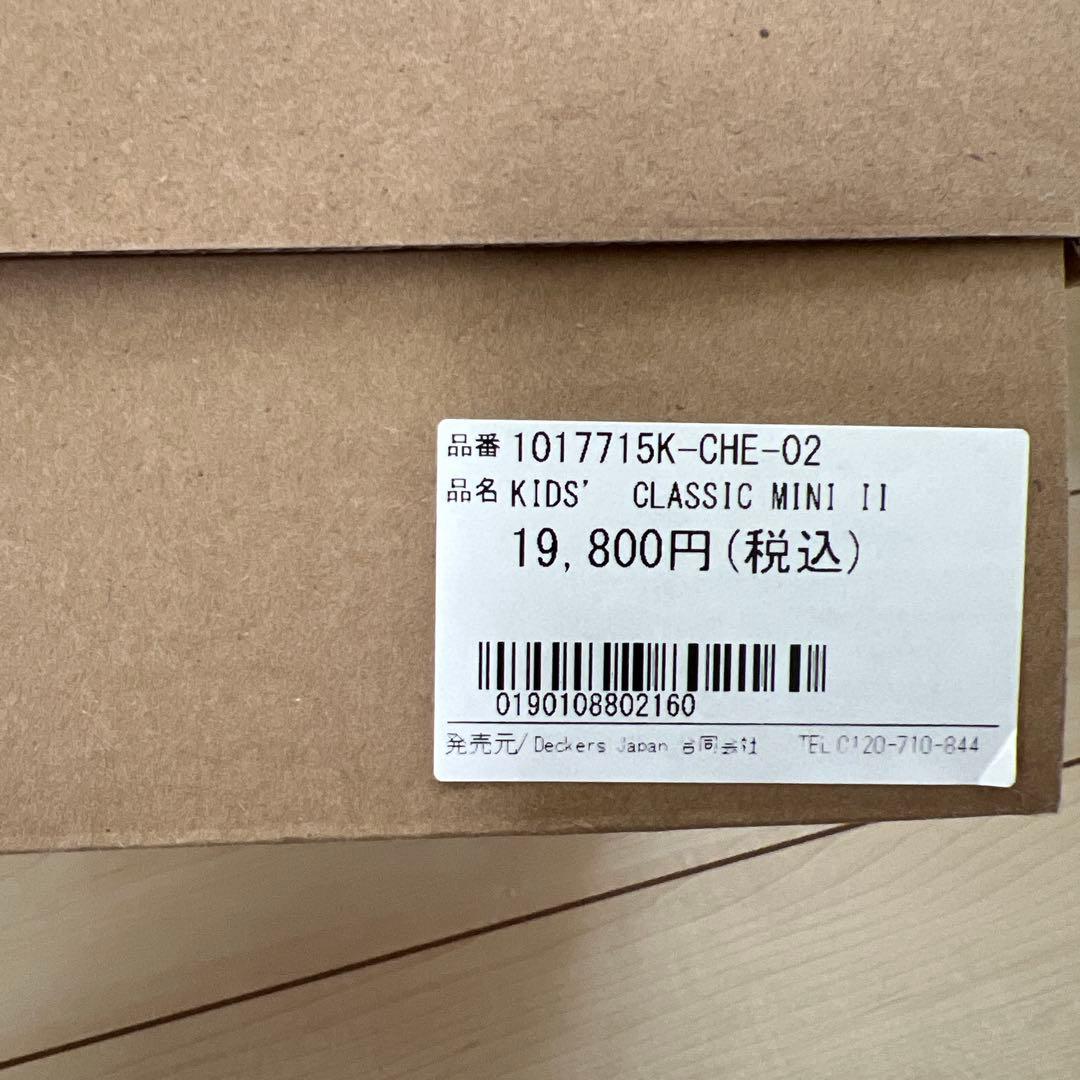 品番 1017715K-CHE-02
品名 KIDS' CLASSIC MINI II
19,800円(税込)
0190108802160
発売元/Deckers Japan 合同会社 TEL 0120-710-844